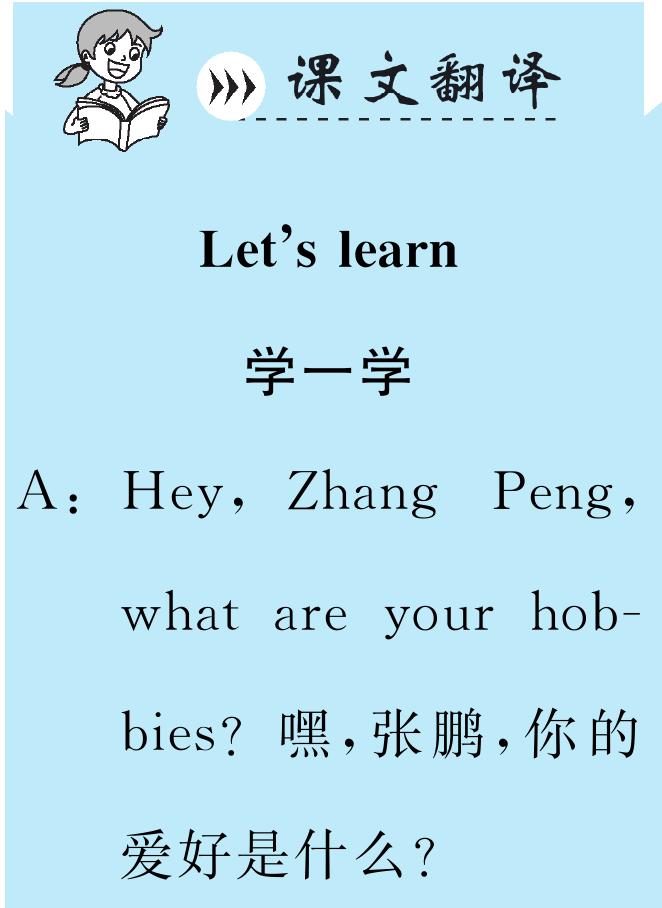 课文翻译
Let's learn
学一学
A：Hey，Zhang Peng，
what are your hob-
bies？嘿，张鹏，你的
爱好是什么？